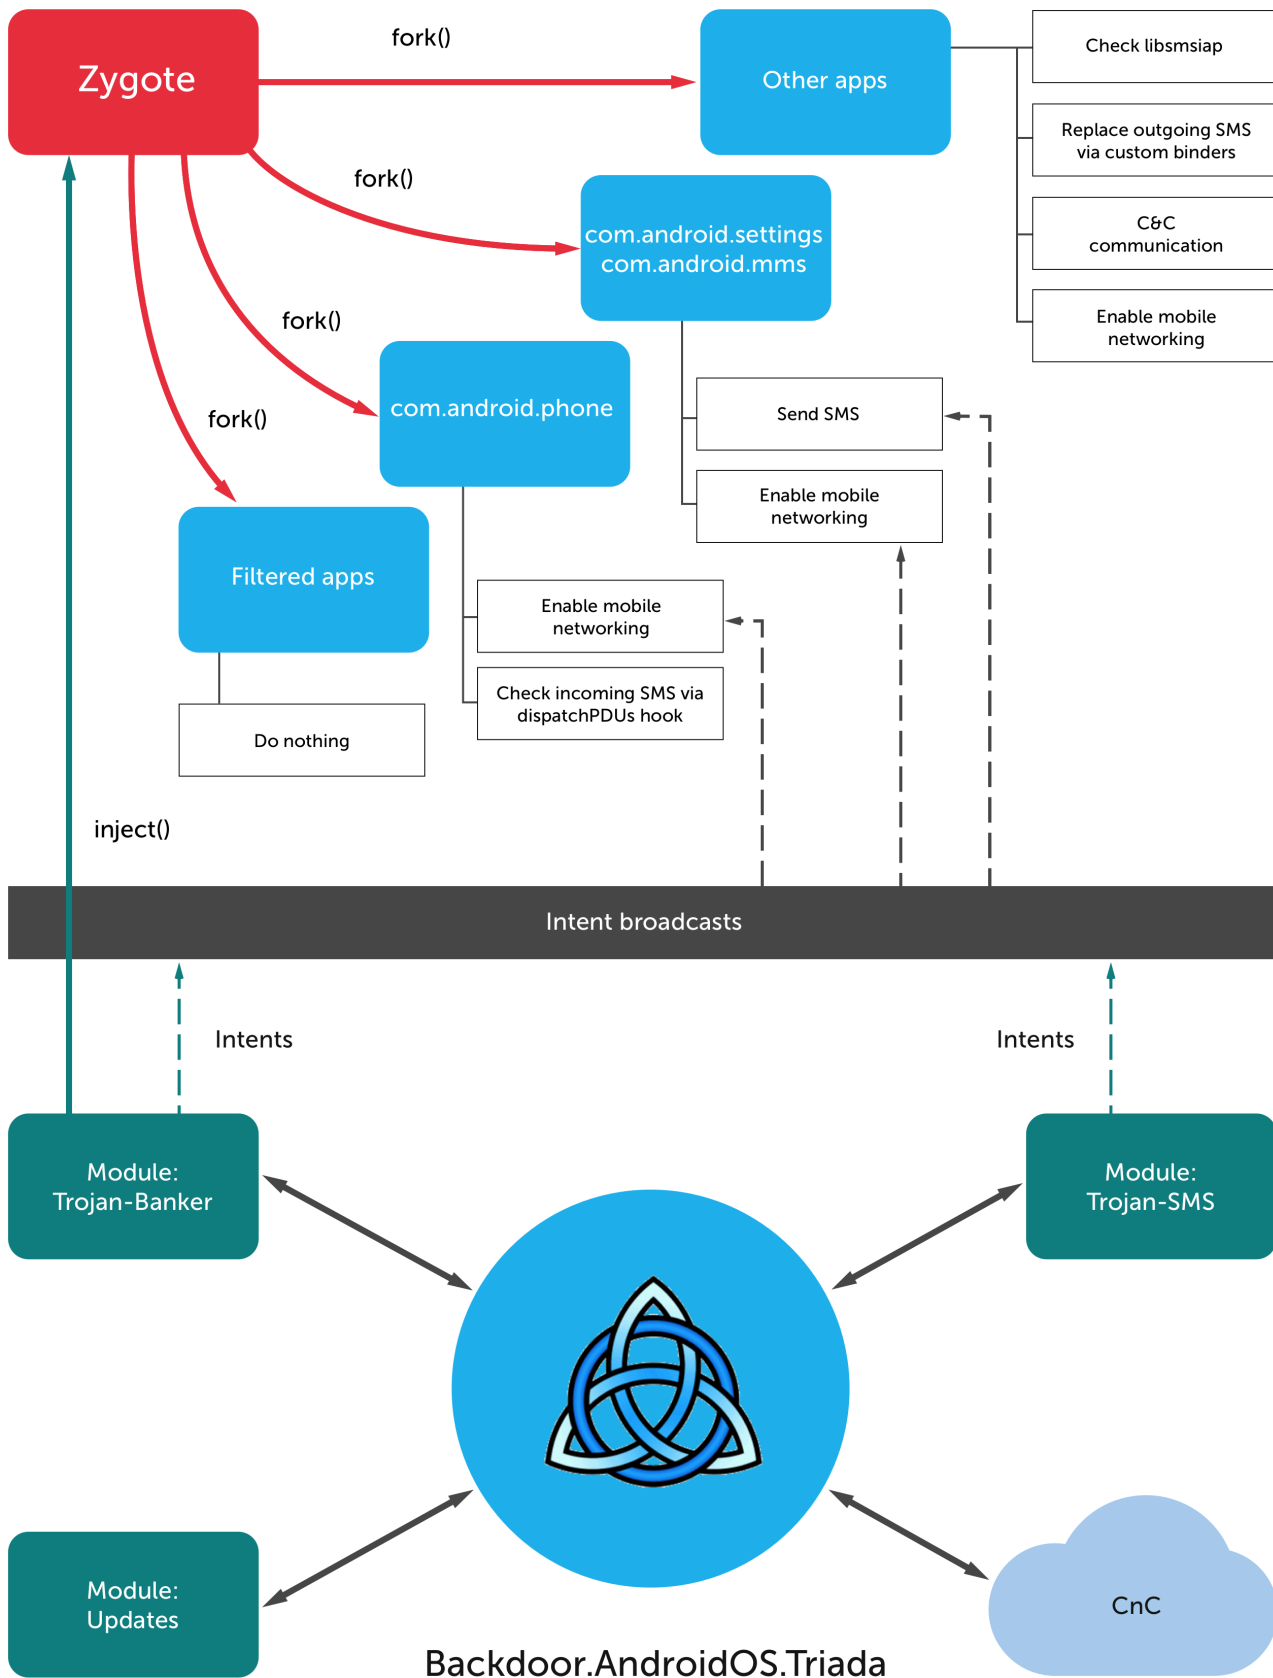 Zygote
fork()
Other apps
Check libsmsiap
Replace outgoing SMS
via custom binders
C&C
communication
Enable mobile
networking
fork()
com.android.settings
com.android.mms
Send SMS
Enable mobile
networking
fork()
com.android.phone
Enable mobile
networking
Check incoming SMS via
dispatchPDUs hook
fork()
Filtered apps
Do nothing
inject()
Intent broadcasts
Intents
Intents
Module:
Trojan-Banker
Module:
Trojan-SMS
Module:
Updates
CnC
Backdoor.AndroidOS.Triada